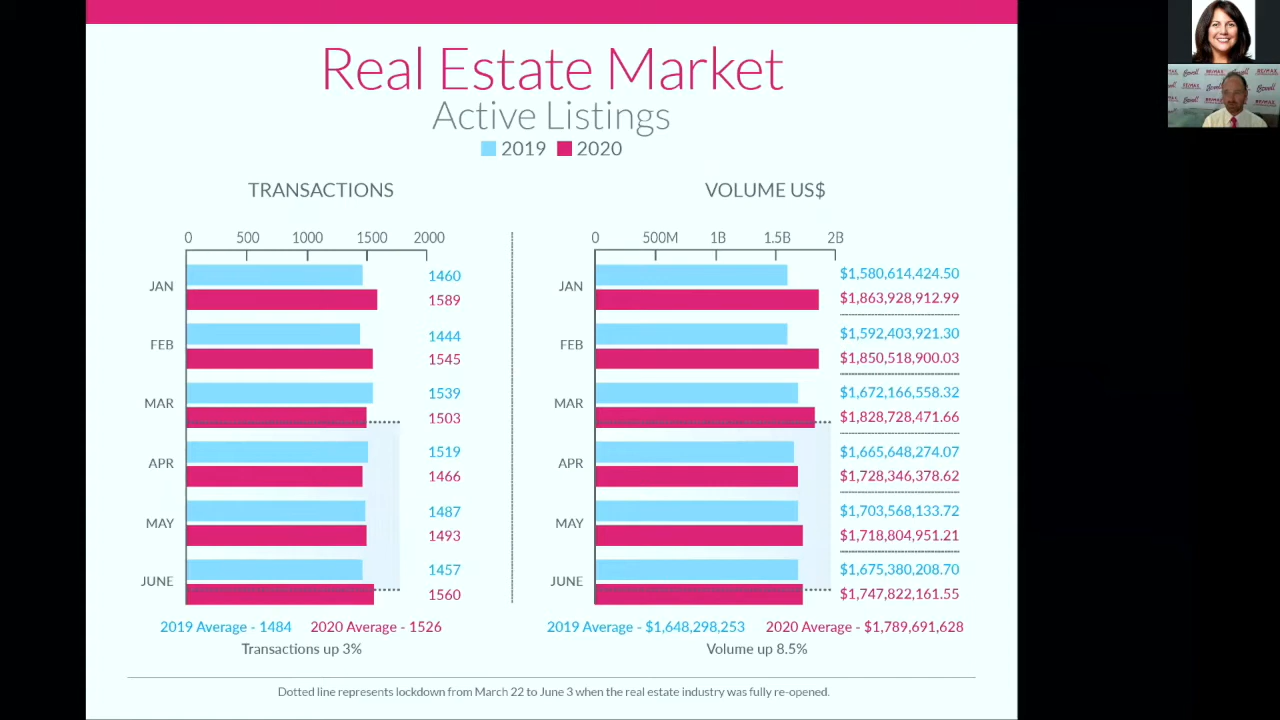 Real Estate Market
Active Listings
2019 2020
TRANSACTIONS
0 500 1000 1500 2000
JAN 1460
1589
FEB 1444
1545
MAR 1539
1503
APR 1519
1466
MAY 1487
1493
JUNE 1457
1560
2019 Average - 1484 2020 Average - 1526
Transactions up 3%
VOLUME US$
0 500M 1B 1.5B 2B
JAN $1,580,614,424.50
$1,863,928,912.99
FEB $1,592,403,921.30
$1,850,518,900.03
MAR $1,672,166,558.32
$1,828,728,471.66
APR $1,665,648,274.07
$1,728,346,378.62
MAY $1,703,568,133.72
$1,718,804,951.21
JUNE $1,675,380,208.70
$1,747,822,161.55
2019 Average - $1,648,298,253 2020 Average - $1,789,691,628
Volume up 8.5%
Dotted line represents lockdown from March 22 to June 3 when the real estate industry was fully re-opened.